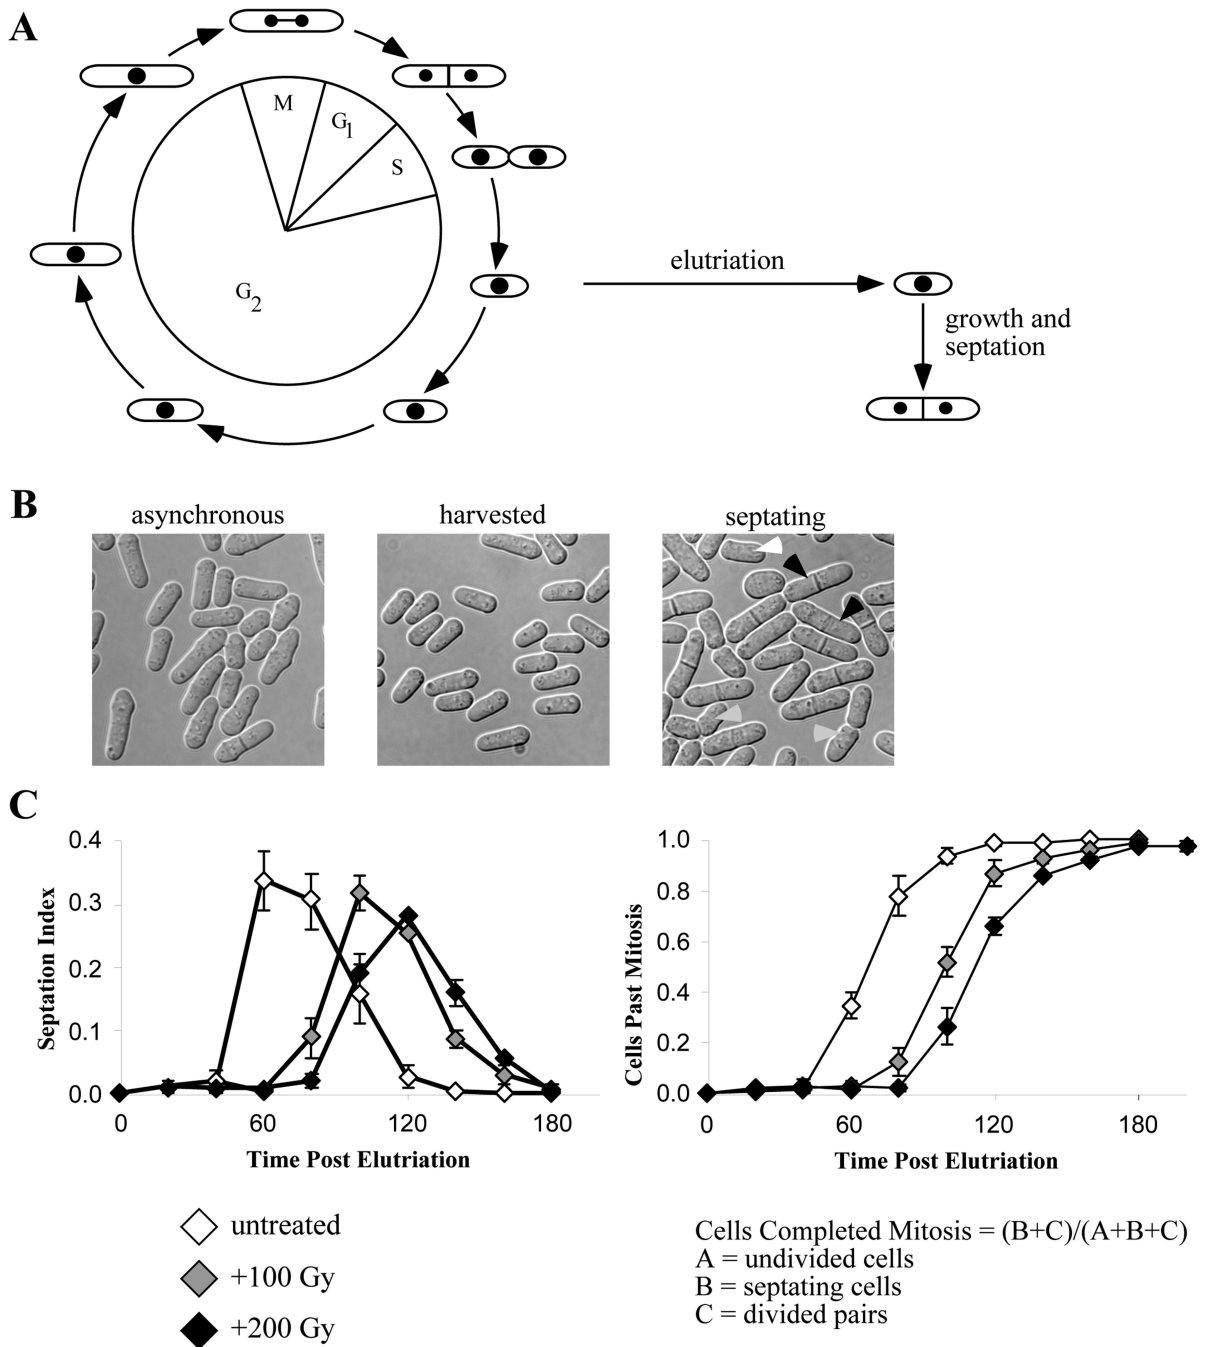 A
M
G1
S
G2
elutriation
growth and
septation
B
asynchronous
harvested
septating
C
Septation Index
0.4
0.3
0.2
0.1
0.0
0 60 120 180
Time Post Elutriation
Cells Past Mitosis
1.0
0.8
0.6
0.4
0.2
0.0
0 60 120 180
Time Post Elutriation
untreated
+100 Gy
+200 Gy
Cells Completed Mitosis = (B+C)/(A+B+C)
A = undivided cells
B = septating cells
C = divided pairs